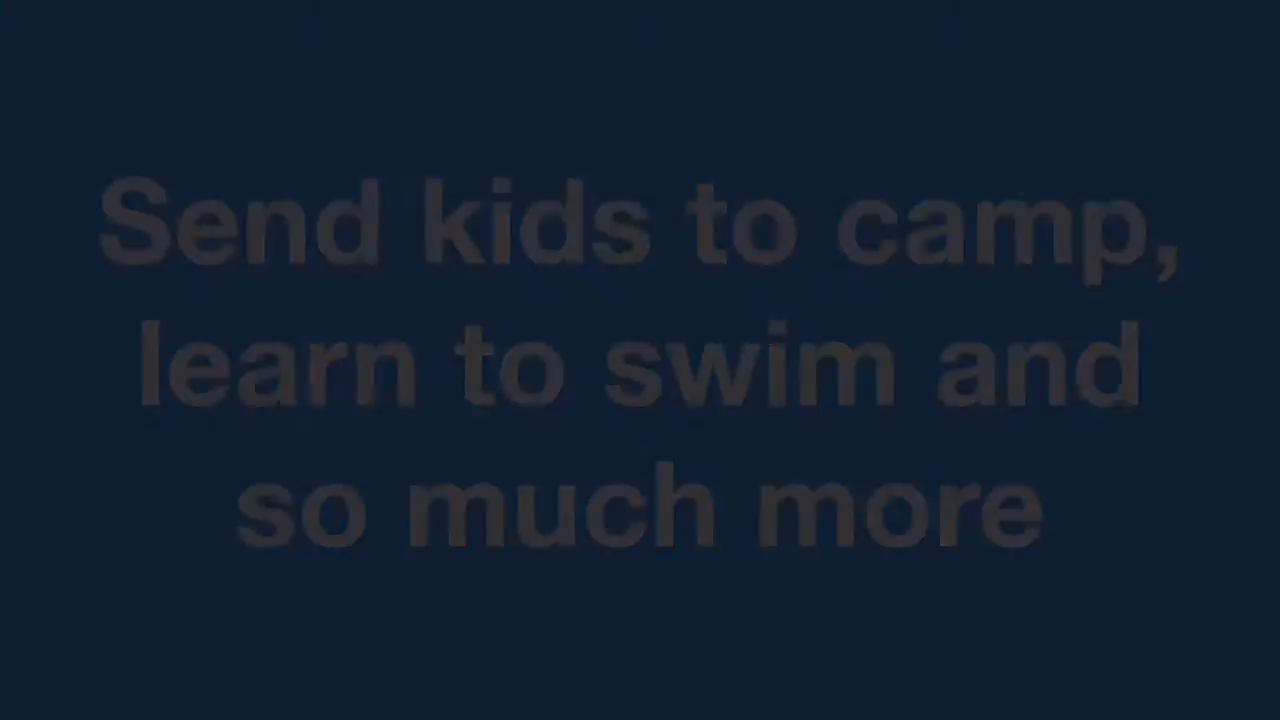 Send kids to camp,
learn to swim and
so much more